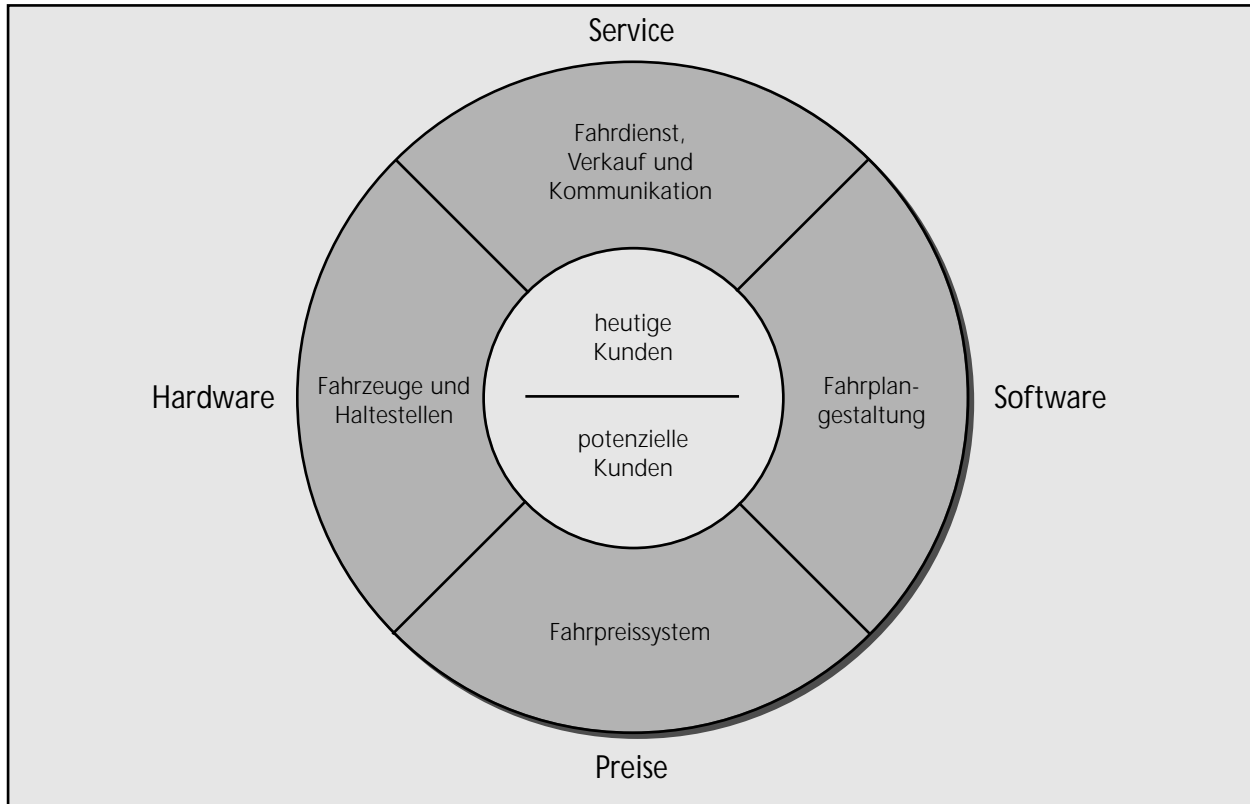 Service
Fahrdienst,
Verkauf und
Kommunikation
heutige
Kunden
Hardware
Fahrzeuge und
Haltestellen
Fahrplan-
gestaltung
Software
potenzielle
Kunden
Fahrpreissystem
Preise